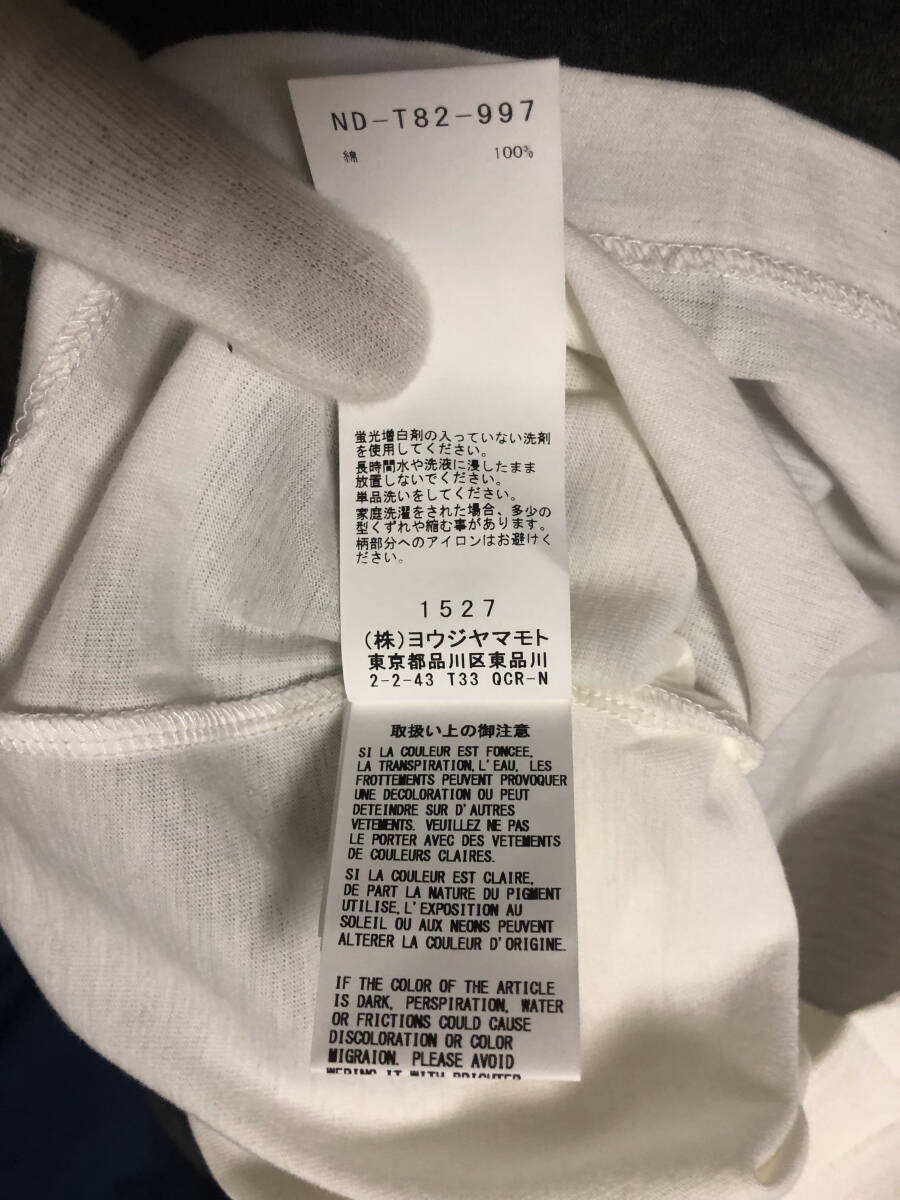 ND-T82-997
綿 100%
蛍光増白剤の入っていない洗剤
を使用してください。
長時間水や洗液に浸したまま
放置しないでください。
単品洗いをしてください。
家庭洗濯をされた場合、多少の
型くずれや縮む事があります。
柄部分へのアイロンはお避けく
ださい。
1527
(株)ヨウジヤマモト
東京都品川区東品川
2-2-43 T33 QCR-N
取扱い上の御注意
SI LA COULEUR EST FONCEE,
LA TRANSPIRATION, L'EAU, LES
FROTTEMENTS PEUVENT PROVOQUER
UNE DECOLORATION OU PEUT
DETEINDRE SUR D'AUTRES
VETEMENTS. VEUILLEZ NE PAS
LE PORTER AVEC DES VETEMENTS
DE COULEURS CLAIRES.
SI LA COULEUR EST CLAIRE,
DE PART LA NATURE DU PIGMENT
UTILISE, L'EXPOSITION AU
SOLEIL OU AUX NEONS PEUVENT
ALTERER LA COULEUR D'ORIGINE.
IF THE COLOR OF THE ARTICLE
IS DARK, PERSPIRATION, WATER
OR FRICTIONS COULD CAUSE
DISCOLORATION OR COLOR
MIGRAION. PLEASE AVOID
WERING IT WITH BRIGHTER